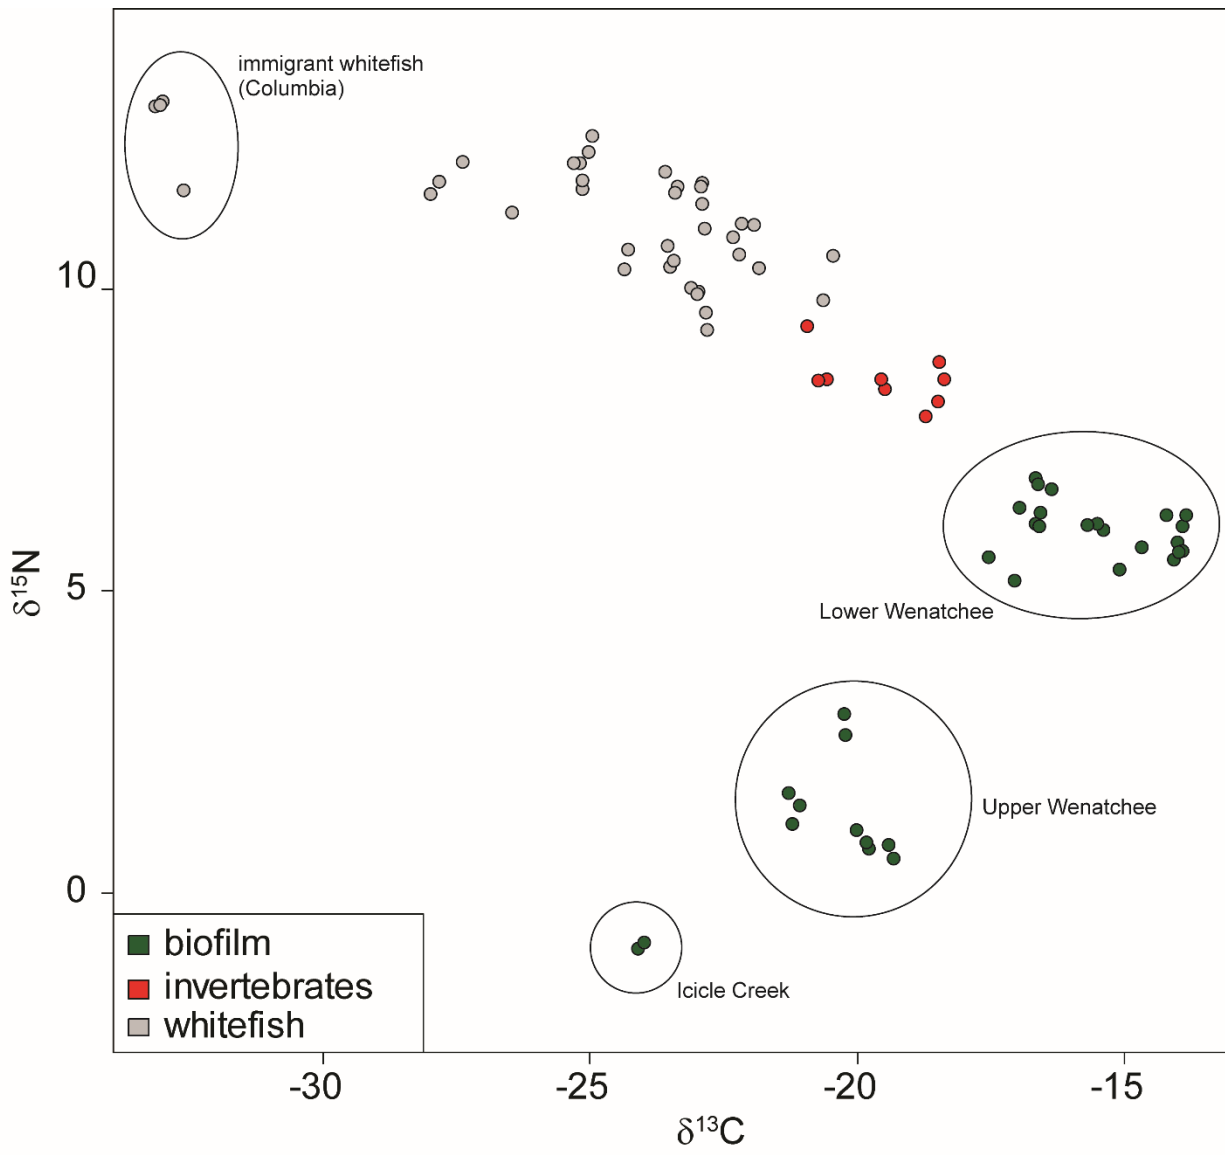 immigrant whitefish
(Columbia)
10
δ¹⁵N
5
Lower Wenatchee
Upper Wenatchee
0
biofilm
invertebrates
whitefish
Icicle Creek
-30
-25
-20
-15
δ¹³C